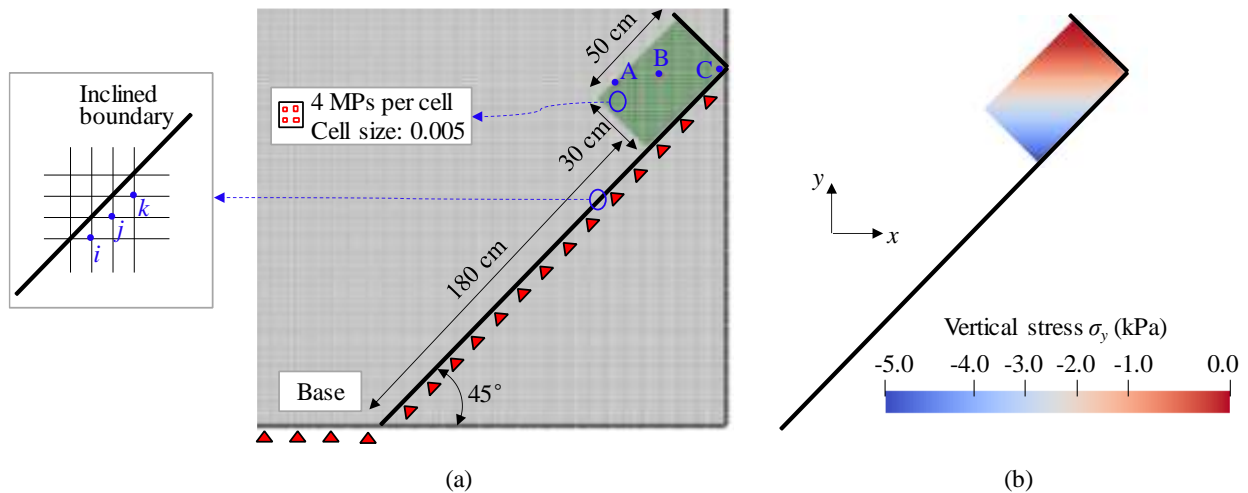 Inclined
boundary
i
j
k
4 MPs per cell
Cell size: 0.005
50 cm
A
B
C
30 cm
180 cm
Base
45°
(a)
y
x
Vertical stress σy (kPa)
-5.0 -4.0 -3.0 -2.0 -1.0 0.0
(b)